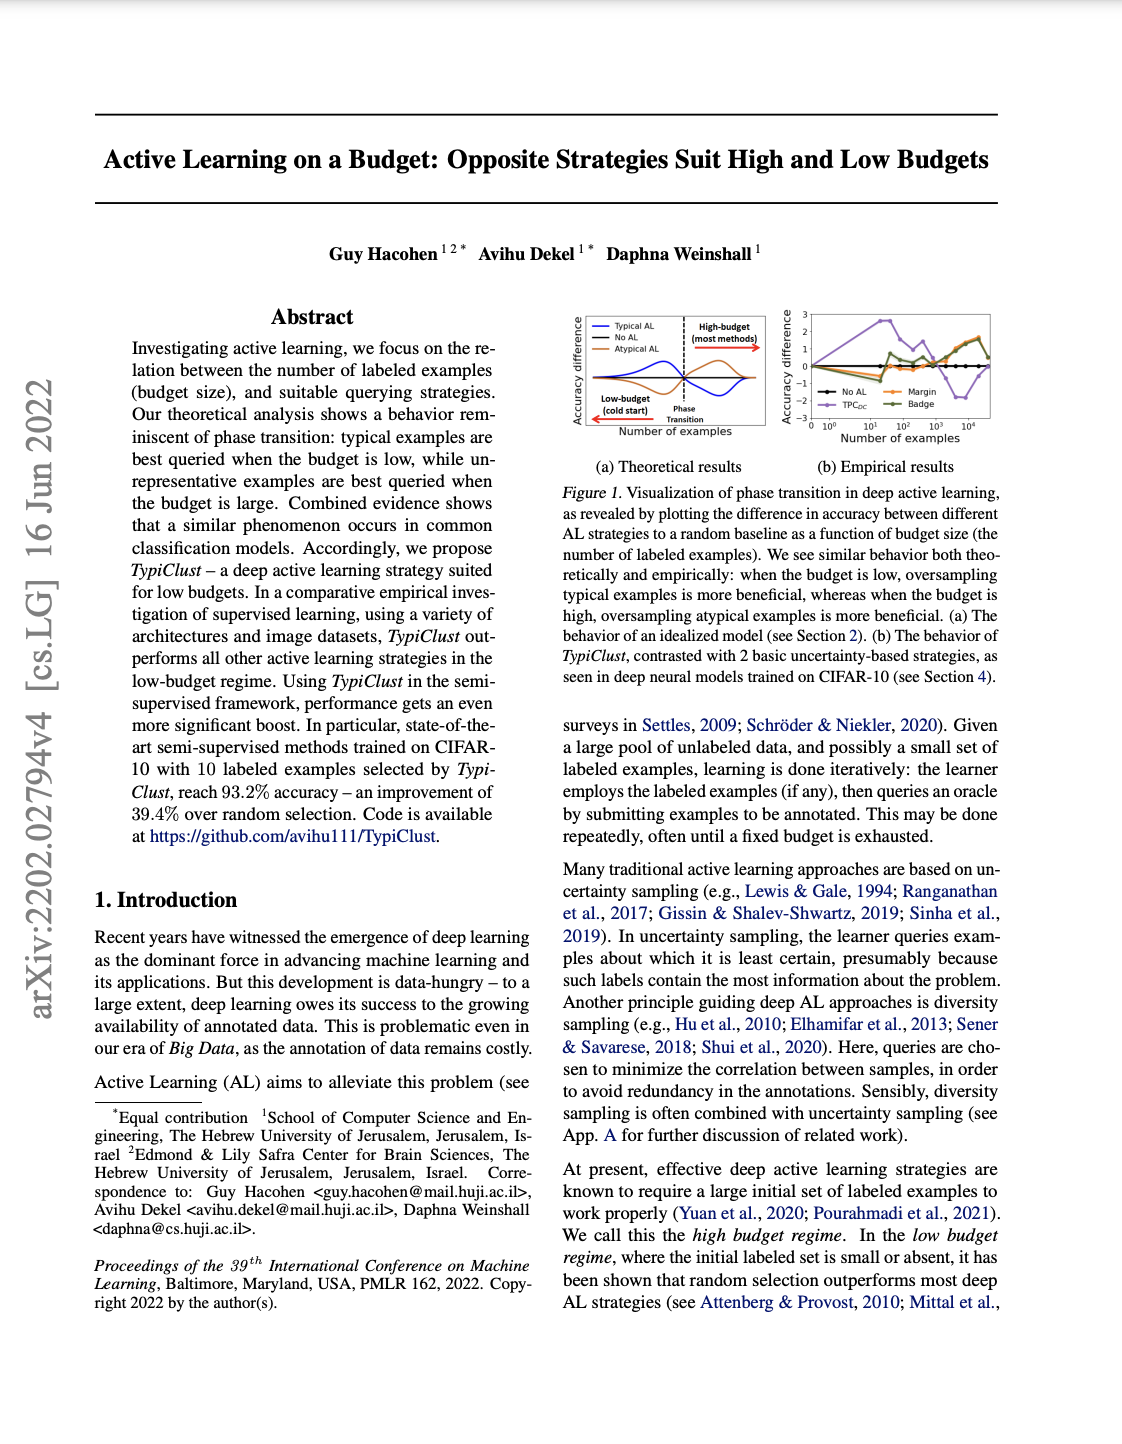 Active Learning on a Budget: Opposite Strategies Suit High and Low Budgets
Guy Hacohen 1 2 * Avihu Dekel 1 * Daphna Weinshall 1
arXiv:2202.02794v4 [cs.LG] 16 Jun 2022
Abstract
Investigating active learning, we focus on the re-
lation between the number of labeled examples
(budget size), and suitable querying strategies.
Our theoretical analysis shows a behavior rem-
iniscent of phase transition: typical examples are
best queried when the budget is low, while un-
representative examples are best queried when
the budget is large. Combined evidence shows
that a similar phenomenon occurs in common
classification models. Accordingly, we propose
TypiClust – a deep active learning strategy suited
for low budgets. In a comparative empirical inves-
tigation of supervised learning, using a variety of
architectures and image datasets, TypiClust out-
performs all other active learning strategies in the
low-budget regime. Using TypiClust in the semi-
supervised framework, performance gets an even
more significant boost. In particular, state-of-the-
art semi-supervised methods trained on CIFAR-
10 with 10 labeled examples selected by Typi-
Clust, reach 93.2% accuracy – an improvement of
39.4% over random selection. Code is available
at https://github.com/avihu111/TypiClust.
1. Introduction
Recent years have witnessed the emergence of deep learning
as the dominant force in advancing machine learning and
its applications. But this development is data-hungry – to a
large extent, deep learning owes its success to the growing
availability of annotated data. This is problematic even in
our era of Big Data, as the annotation of data remains costly.
Active Learning (AL) aims to alleviate this problem (see
*Equal contribution 1School of Computer Science and En-
gineering, The Hebrew University of Jerusalem, Jerusalem, Is-
rael 2Edmond & Lily Safra Center for Brain Sciences, The
Hebrew University of Jerusalem, Jerusalem, Israel. Corre-
spondence to: Guy Hacohen <guy.hacohen@mail.huji.ac.il>,
Avihu Dekel <avihu.dekel@mail.huji.ac.il>, Daphna Weinshall
<daphna@cs.huji.ac.il>.
Proceedings of the 39th International Conference on Machine
Learning, Baltimore, Maryland, USA, PMLR 162, 2022. Copy-
right 2022 by the author(s).
Accuracy difference
Typical AL
No AL
Atypical AL
High-budget
(most methods)
Low-budget
(cold start)
Phase
Transition
Number of examples
(a) Theoretical results
Accuracy difference
3
2
1
0
−1
−2
−3
No AL
TPCDC
Margin
Badge
0 10^0 10^1 10^2 10^3 10^4
Number of examples
(b) Empirical results
Figure 1. Visualization of phase transition in deep active learning,
as revealed by plotting the difference in accuracy between different
AL strategies to a random baseline as a function of budget size (the
number of labeled examples). We see similar behavior both theo-
retically and empirically: when the budget is low, oversampling
typical examples is more beneficial, whereas when the budget is
high, oversampling atypical examples is more beneficial. (a) The
behavior of an idealized model (see Section 2). (b) The behavior of
TypiClust, contrasted with 2 basic uncertainty-based strategies, as
seen in deep neural models trained on CIFAR-10 (see Section 4).
surveys in Settles, 2009; Schröder & Niekler, 2020). Given
a large pool of unlabeled data, and possibly a small set of
labeled examples, learning is done iteratively: the learner
employs the labeled examples (if any), then queries an oracle
by submitting examples to be annotated. This may be done
repeatedly, often until a fixed budget is exhausted.
Many traditional active learning approaches are based on un-
certainty sampling (e.g., Lewis & Gale, 1994; Ranganathan
et al., 2017; Gissin & Shalev-Shwartz, 2019; Sinha et al.,
2019). In uncertainty sampling, the learner queries exam-
ples about which it is least certain, presumably because
such labels contain the most information about the problem.
Another principle guiding deep AL approaches is diversity
sampling (e.g., Hu et al., 2010; Elhamifar et al., 2013; Sener
& Savarese, 2018; Shui et al., 2020). Here, queries are cho-
sen to minimize the correlation between samples, in order
to avoid redundancy in the annotations. Sensibly, diversity
sampling is often combined with uncertainty sampling (see
App. A for further discussion of related work).
At present, effective deep active learning strategies are
known to require a large initial set of labeled examples to
work properly (Yuan et al., 2020; Pourahmadi et al., 2021).
We call this the high budget regime. In the low budget
regime, where the initial labeled set is small or absent, it has
been shown that random selection outperforms most deep
AL strategies (see Attenberg & Provost, 2010; Mittal et al.,